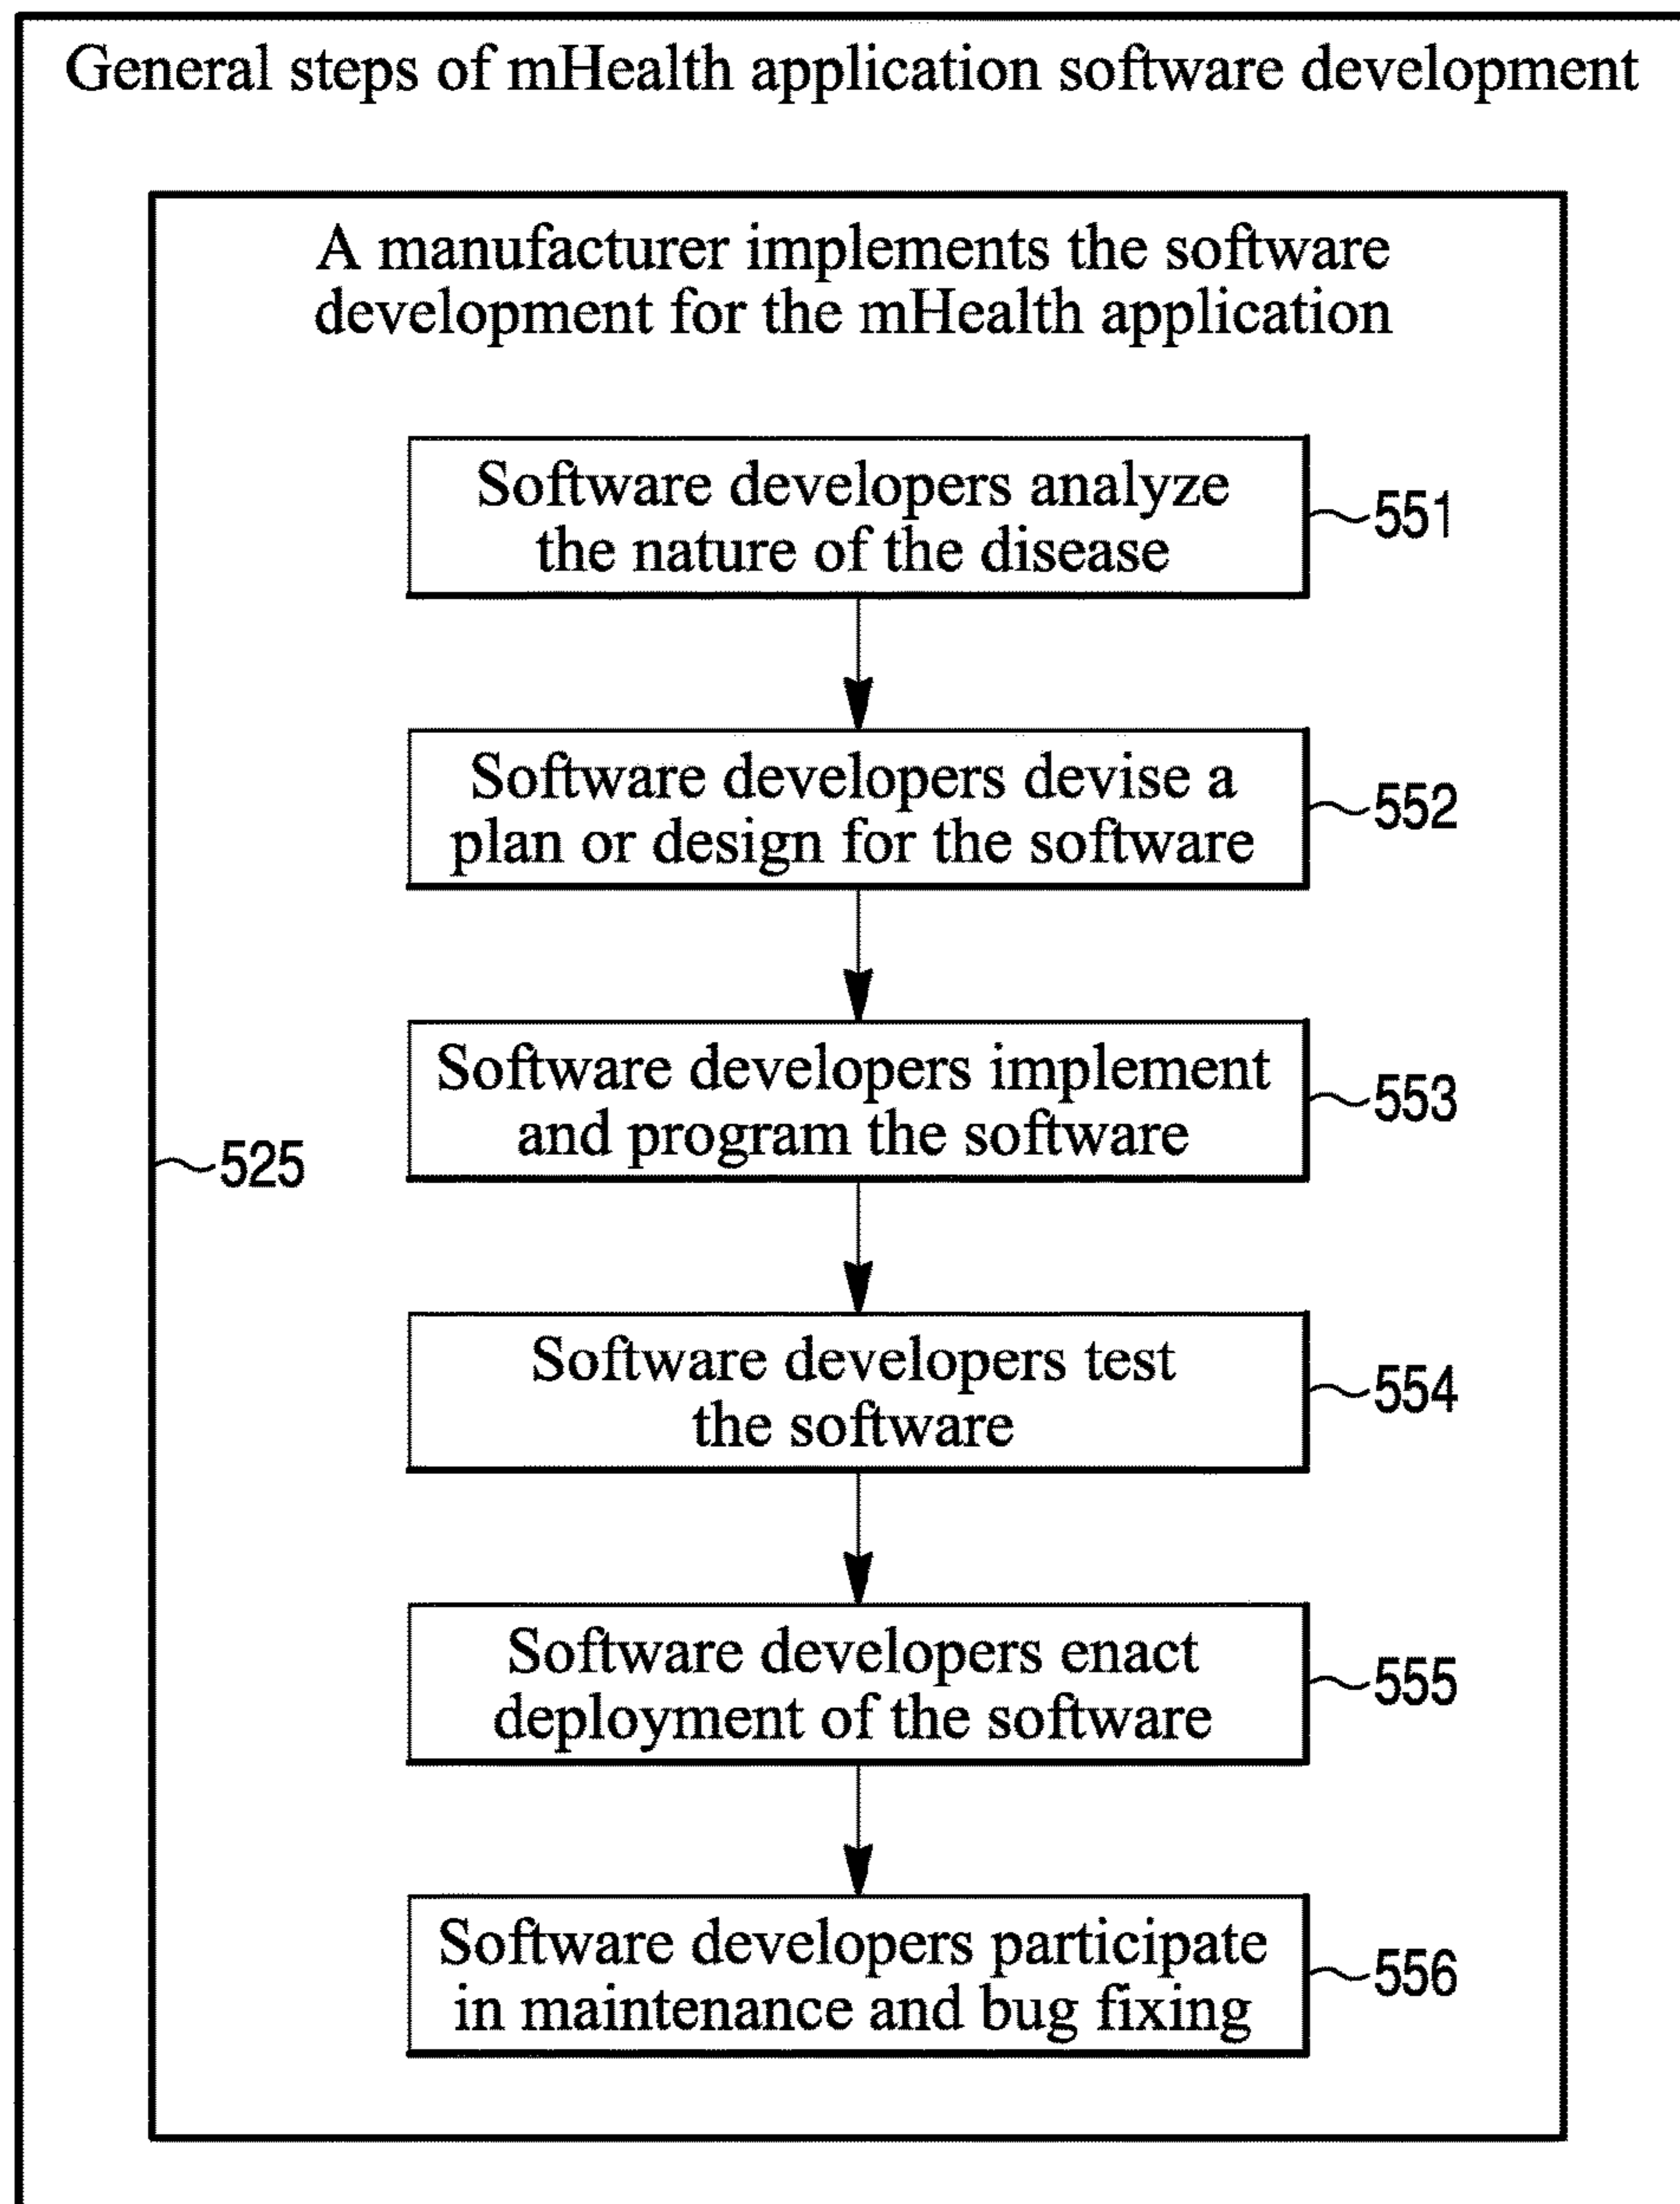 General steps of mHealth application software development
A manufacturer implements the software
development for the mHealth application
Software developers analyze
the nature of the disease
551
Software developers devise a
plan or design for the software
552
Software developers implement
and program the software
553
525
Software developers test
the software
554
Software developers enact
deployment of the software
555
Software developers participate
in maintenance and bug fixing
556